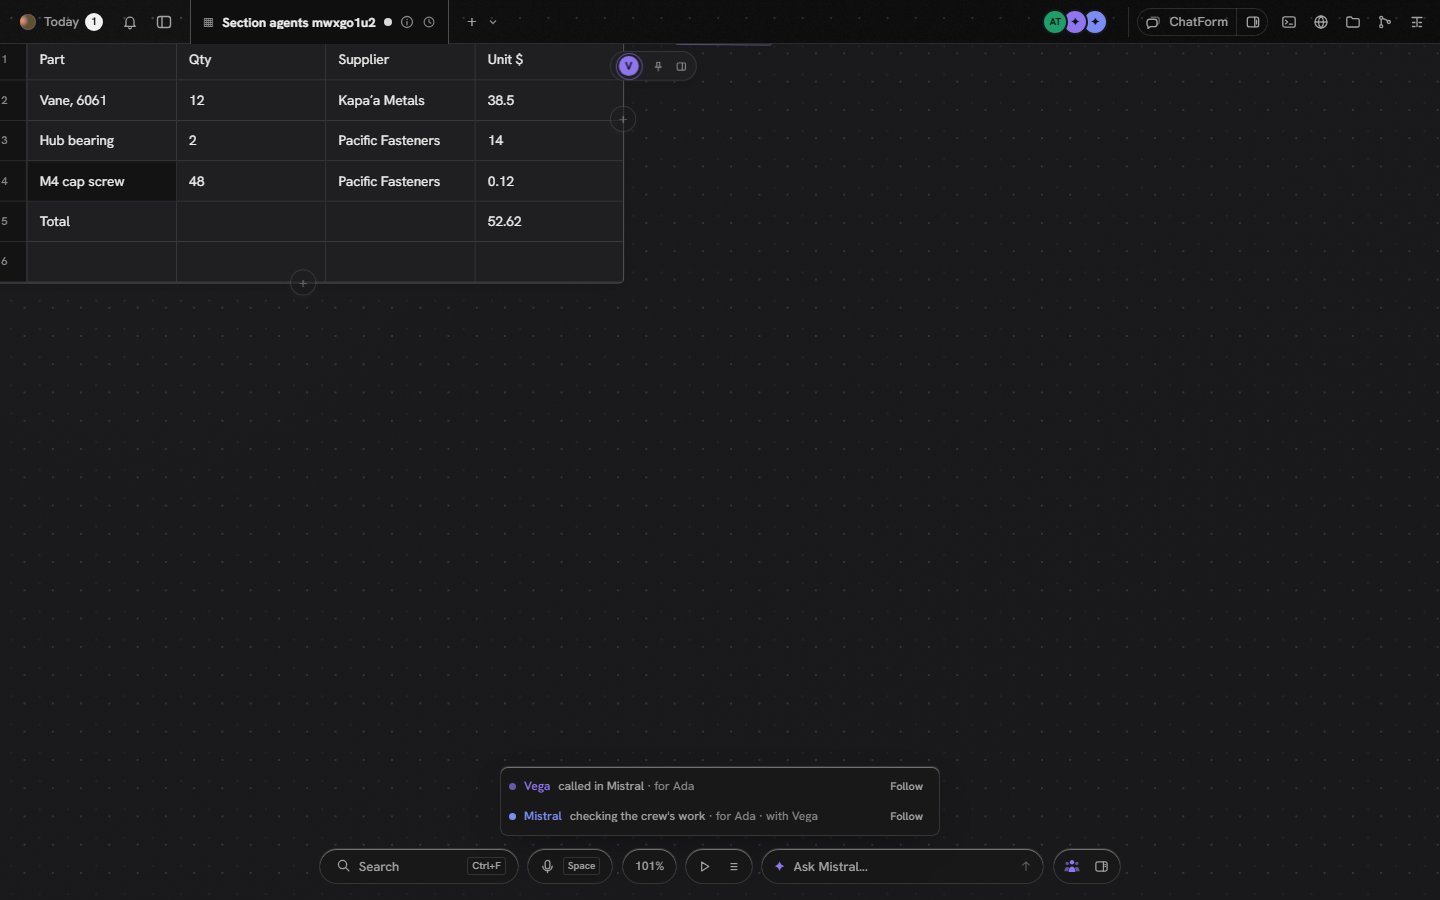 Today 1 Section agents mwxgo1u2 AT ChatForm
1 Part Qty Supplier Unit $
V
2 Vane, 6061 12 Kapaʻa Metals 38.5
3 Hub bearing 2 Pacific Fasteners 14
4 M4 cap screw 48 Pacific Fasteners 0.12
5 Total 52.62
6
Vega called in Mistral · for Ada Follow
Mistral checking the crew's work · for Ada · with Vega Follow
Search Ctrl+F Space 101% Ask Mistral...